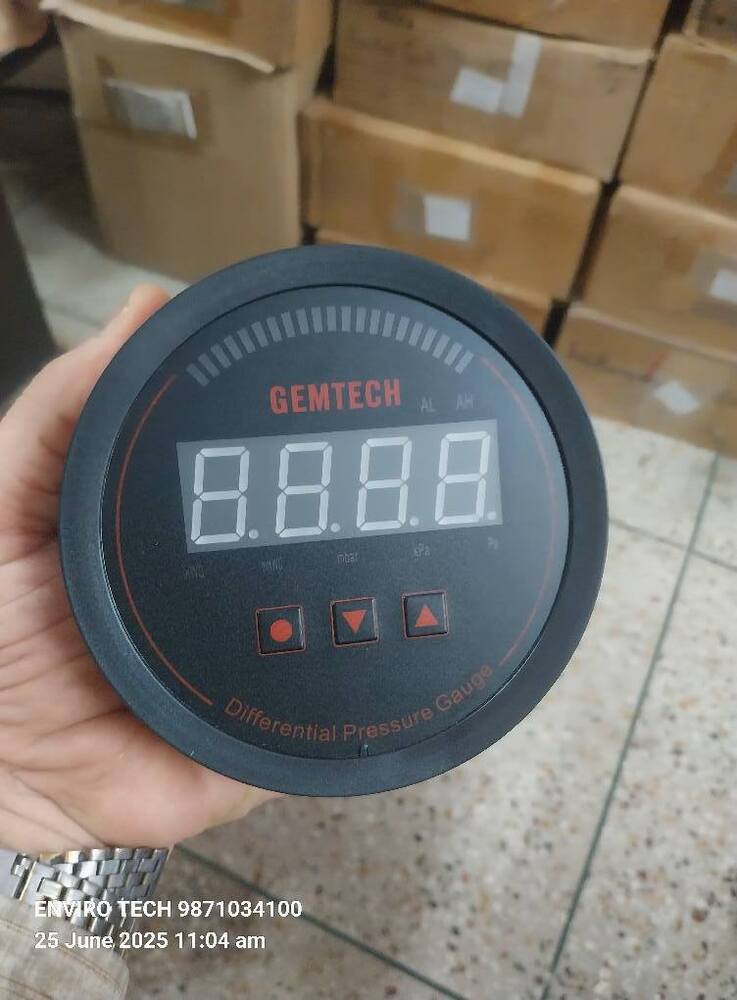 GEMTECH
AL AH
8.8.8.8.
mbar kPa Pa
Differential Pressure Gauge
ENVIRO TECH 9871034100
25 June 2025 11:04 am